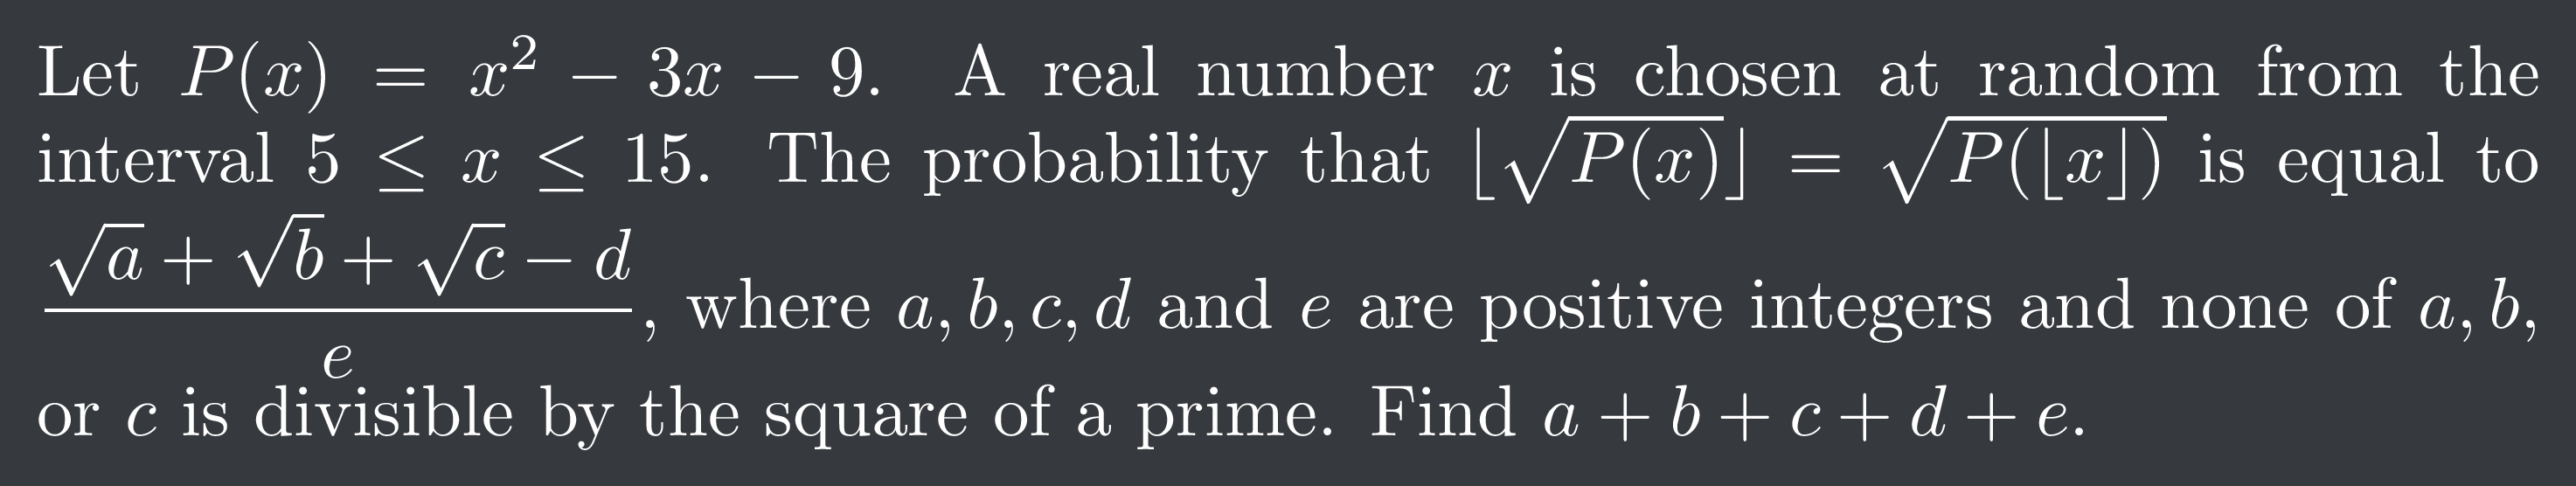 Let P(x) = x² − 3x − 9. A real number x is chosen at random from the
interval 5 ≤ x ≤ 15. The probability that ⌊√P(x)⌋ = √P(⌊x⌋) is equal to
(√a + √b + √c − d)/e, where a, b, c, d and e are positive integers and none of a, b,
or c is divisible by the square of a prime. Find a + b + c + d + e.